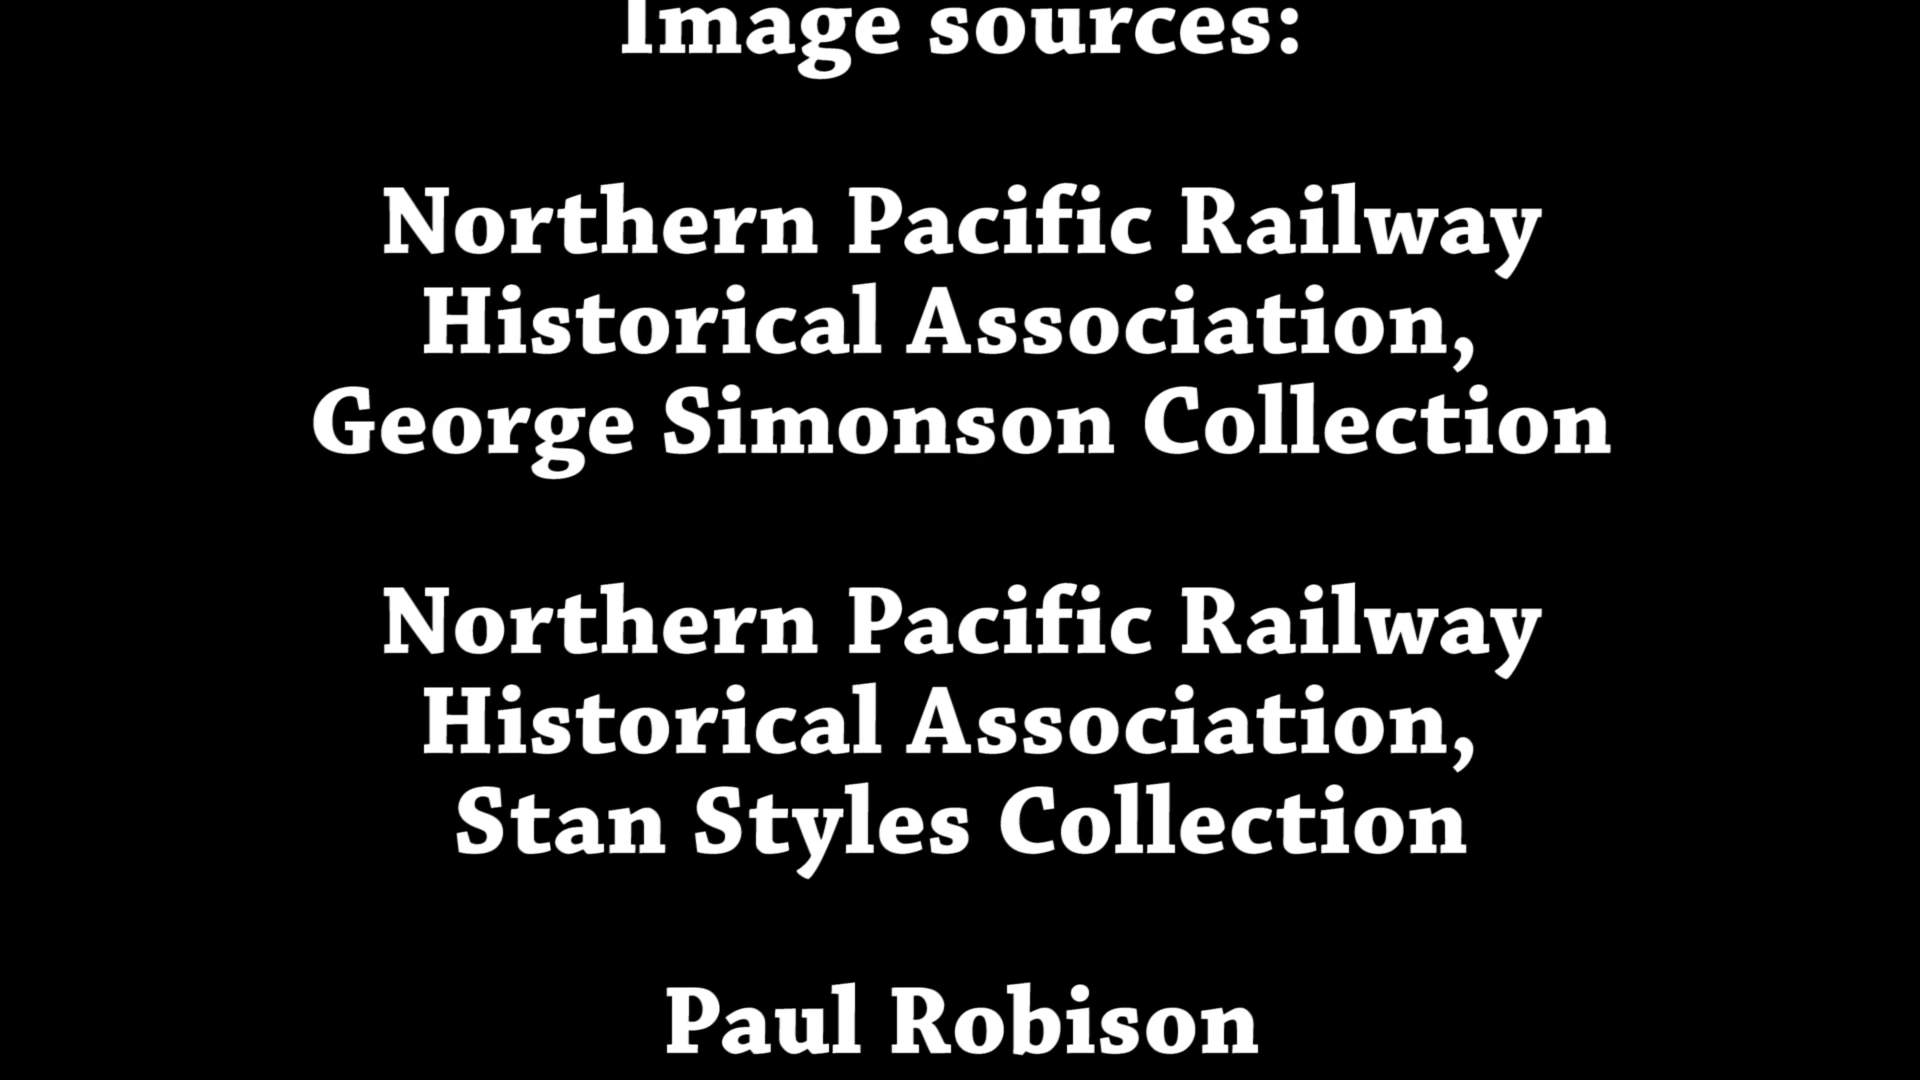 Image sources:
Northern Pacific Railway
Historical Association,
George Simonson Collection
Northern Pacific Railway
Historical Association,
Stan Styles Collection
Paul Robison